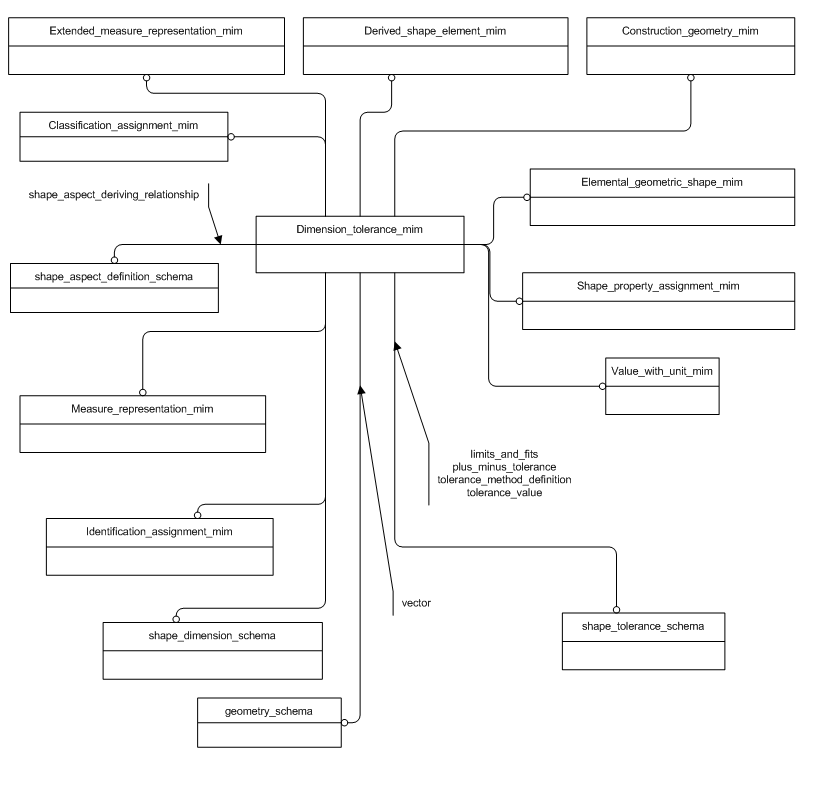 Extended_measure_representation_mim
Derived_shape_element_mim
Construction_geometry_mim
Classification_assignment_mim
Elemental_geometric_shape_mim
shape_aspect_deriving_relationship
Dimension_tolerance_mim
shape_aspect_definition_schema
Shape_property_assignment_mim
Value_with_unit_mim
Measure_representation_mim
limits_and_fits
plus_minus_tolerance
tolerance_method_definition
tolerance_value
Identification_assignment_mim
vector
shape_dimension_schema
shape_tolerance_schema
geometry_schema